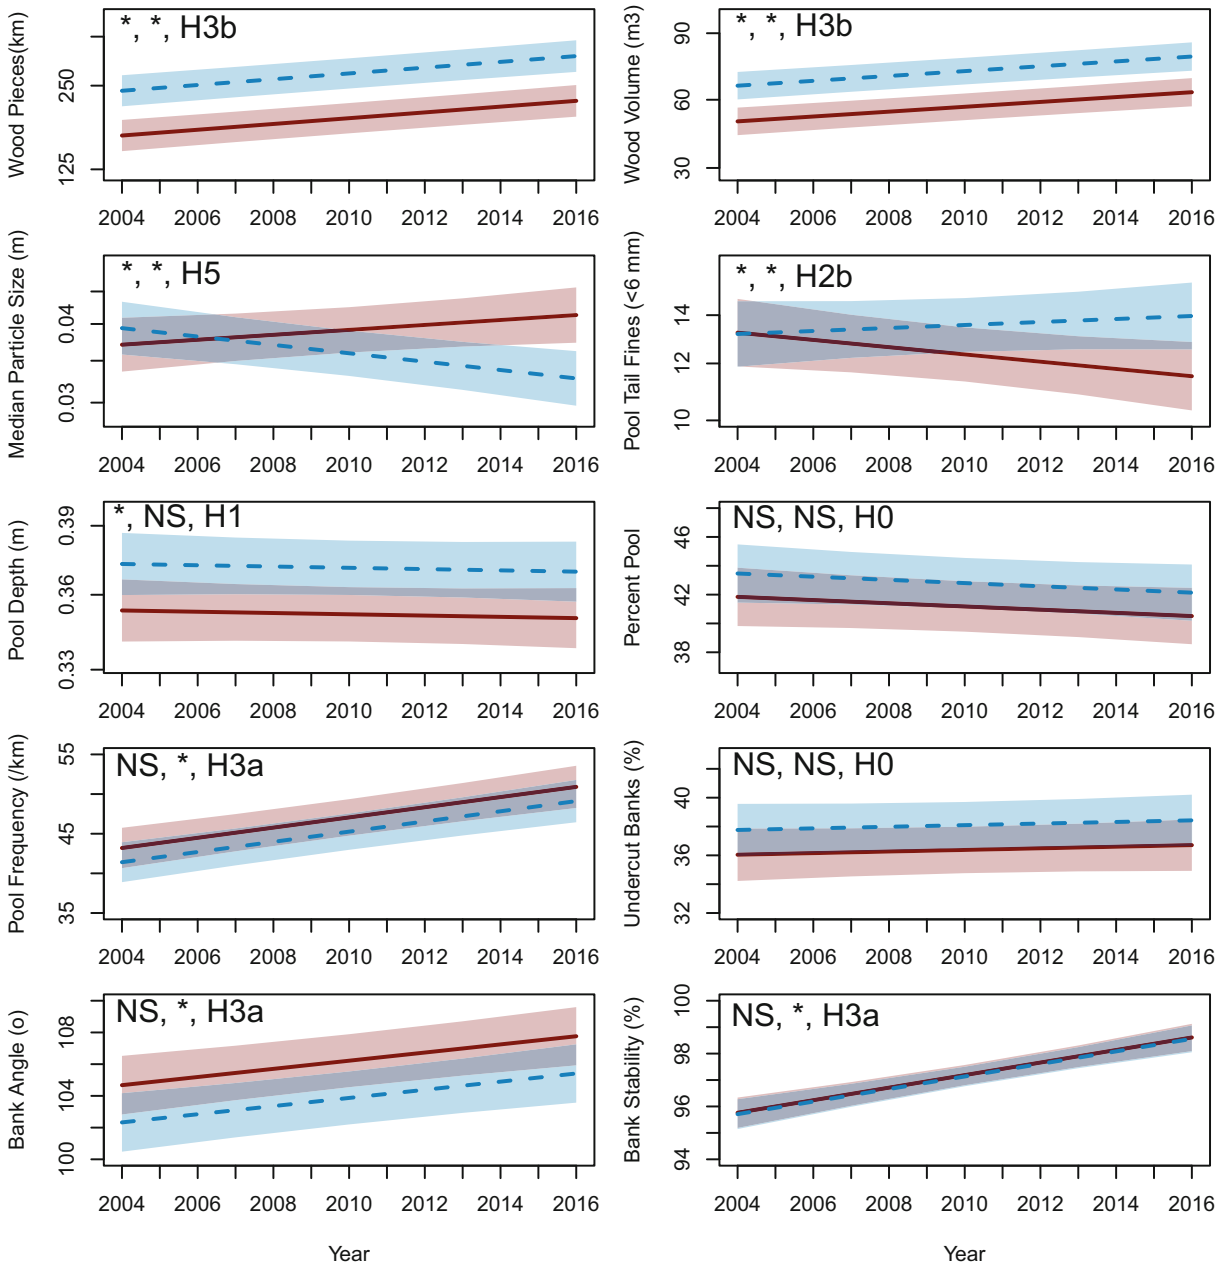 Wood Pieces(km)
250
125
*, *, H3b
2004 2006 2008 2010 2012 2014 2016
Wood Volume (m3)
90
60
30
*, *, H3b
2004 2006 2008 2010 2012 2014 2016
Median Particle Size (m)
0.04
0.03
*, *, H5
2004 2006 2008 2010 2012 2014 2016
Pool Tail Fines (<6 mm)
14
12
10
*, *, H2b
2004 2006 2008 2010 2012 2014 2016
Pool Depth (m)
0.39
0.36
0.33
*, NS, H1
2004 2006 2008 2010 2012 2014 2016
Percent Pool
46
42
38
NS, NS, H0
2004 2006 2008 2010 2012 2014 2016
Pool Frequency (/km)
55
45
35
NS, *, H3a
2004 2006 2008 2010 2012 2014 2016
Undercut Banks (%)
40
36
32
NS, NS, H0
2004 2006 2008 2010 2012 2014 2016
Bank Angle (o)
108
104
100
NS, *, H3a
2004 2006 2008 2010 2012 2014 2016
Year
Bank Stability (%)
100
98
96
94
NS, *, H3a
2004 2006 2008 2010 2012 2014 2016
Year